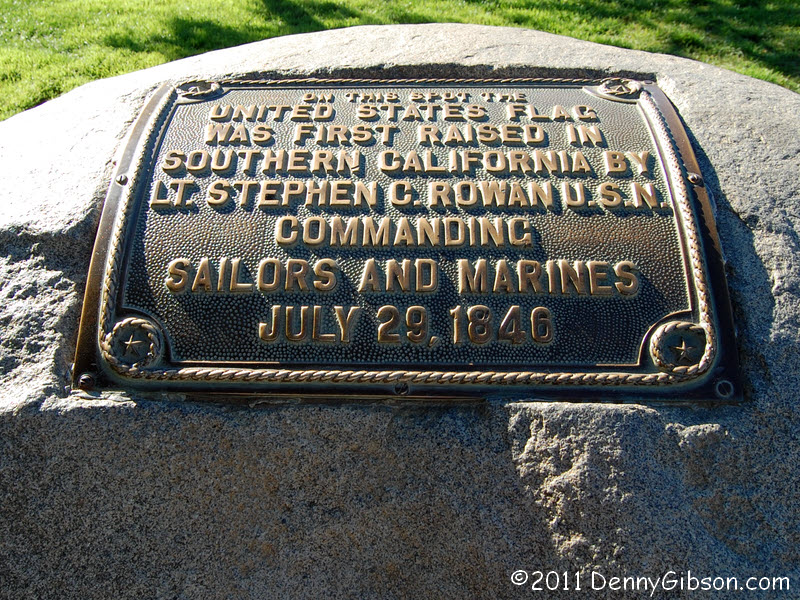 ON THIS SPOT THE
UNITED STATES FLAG
WAS FIRST RAISED IN
SOUTHERN CALIFORNIA BY
LT. STEPHEN C. ROWAN U.S.N.
COMMANDING
SAILORS AND MARINES
JULY 29, 1846
©2011 DennyGibson.com